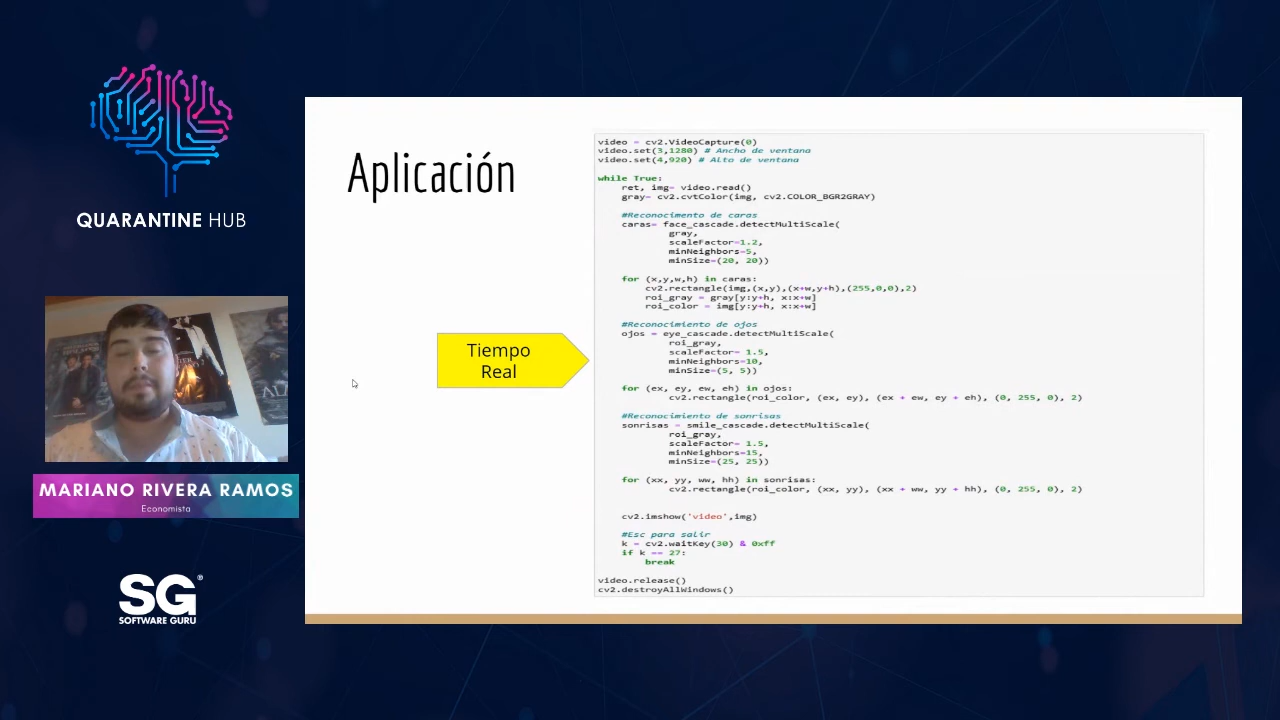 QUARANTINE HUB
MARIANO RIVERA RAMOS
Economista
SG®
SOFTWARE GURU
Aplicación
Tiempo
Real
video = cv2.VideoCapture(0)
video.set(3,1280) # Ancho de ventana
video.set(4,920) # Alto de ventana
while True:
ret, img= video.read()
gray= cv2.cvtColor(img, cv2.COLOR_BGR2GRAY)
#Reconocimento de caras
caras= face_cascade.detectMultiScale(
gray,
scaleFactor=1.2,
minNeighbors=5,
minSize=(20, 20))
for (x,y,w,h) in caras:
cv2.rectangle(img,(x,y),(x+w,y+h),(255,0,0),2)
roi_gray = gray[y:y+h, x:x+w]
roi_color = img[y:y+h, x:x+w]
#Reconocimiento de ojos
ojos = eye_cascade.detectMultiScale(
roi_gray,
scaleFactor= 1.5,
minNeighbors=10,
minSize=(5, 5))
for (ex, ey, ew, eh) in ojos:
cv2.rectangle(roi_color, (ex, ey), (ex + ew, ey + eh), (0, 255, 0), 2)
#Reconocimiento de sonrisas
sonrisas = smile_cascade.detectMultiScale(
roi_gray,
scaleFactor= 1.5,
minNeighbors=15,
minSize=(25, 25))
for (xx, yy, ww, hh) in sonrisas:
cv2.rectangle(roi_color, (xx, yy), (xx + ww, yy + hh), (0, 255, 0), 2)
cv2.imshow('video',img)
#Esc para salir
k = cv2.waitKey(30) & 0xff
if k == 27:
break
video.release()
cv2.destroyAllWindows()